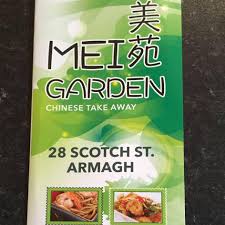 美
MEI 苑
GARDEN
CHINESE TAKE AWAY
28 SCOTCH ST.
ARMAGH